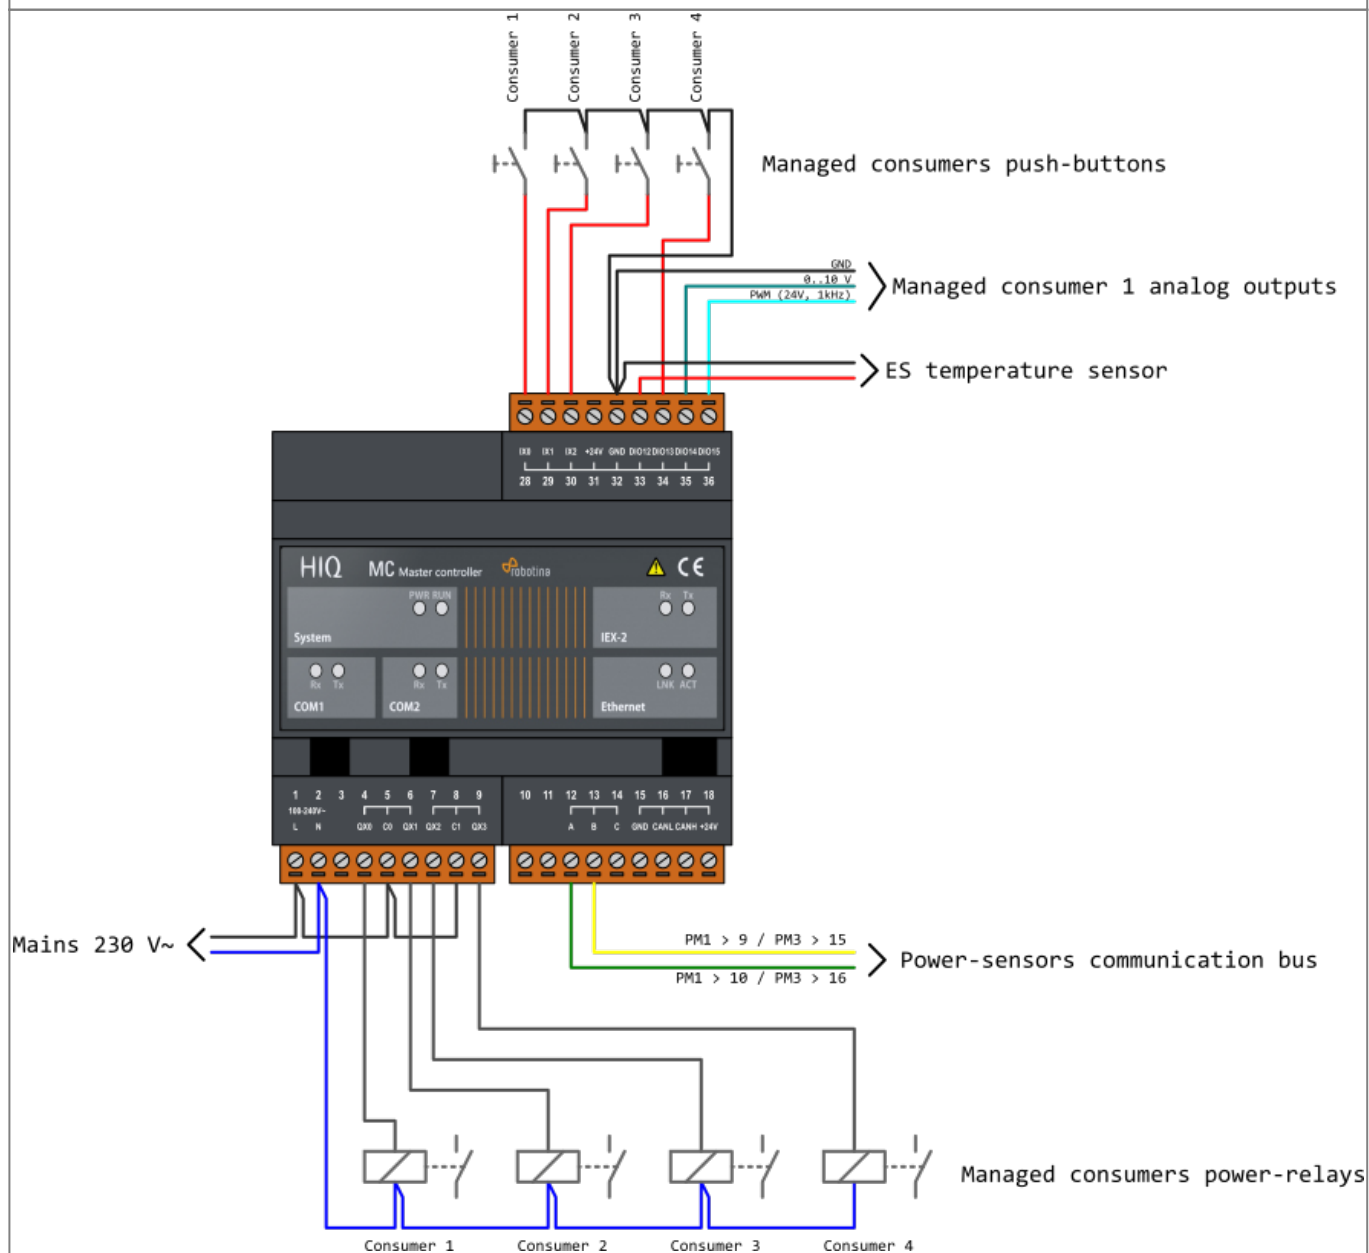 Consumer 1
Consumer 2
Consumer 3
Consumer 4
Managed consumers push-buttons
GND
0..10 V
PWM (24V, 1kHz)
Managed consumer 1 analog outputs
ES temperature sensor
IX0 IX1 IX2 +24V GND DIO12 DIO13 DIO14 DIO15
28 29 30 31 32 33 34 35 36
HIQ MC Master controller robotina CE
PWR RUN
System
Rx Tx
IEX-2
Rx Tx
COM1
Rx Tx
COM2
LNK ACT
Ethernet
1 2 3 4 5 6 7 8 9
100-240V~
L N QX0 C0 QX1 QX2 C1 QX3
10 11 12 13 14 15 16 17 18
A B C GND CANL CANH +24V
Mains 230 V~
PM1 > 9 / PM3 > 15
PM1 > 10 / PM3 > 16
Power-sensors communication bus
Managed consumers power-relays
Consumer 1
Consumer 2
Consumer 3
Consumer 4